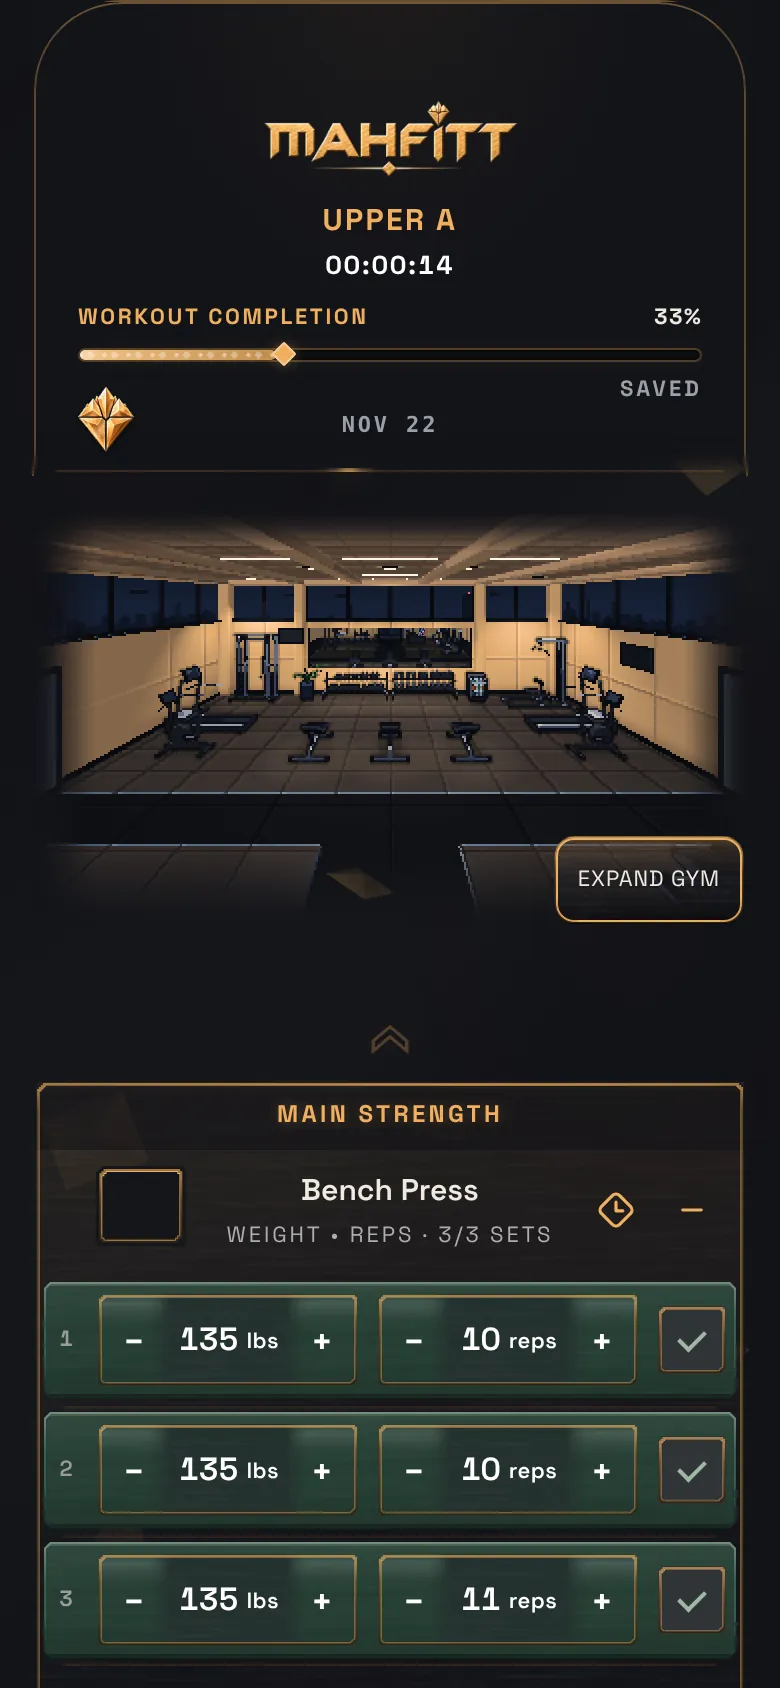 MAHFITT
UPPER A
00:00:14
WORKOUT COMPLETION 33%
SAVED
NOV 22
EXPAND GYM
MAIN STRENGTH
Bench Press
WEIGHT • REPS · 3/3 SETS
1 − 135 lbs + − 10 reps +
2 − 135 lbs + − 10 reps +
3 − 135 lbs + − 11 reps +